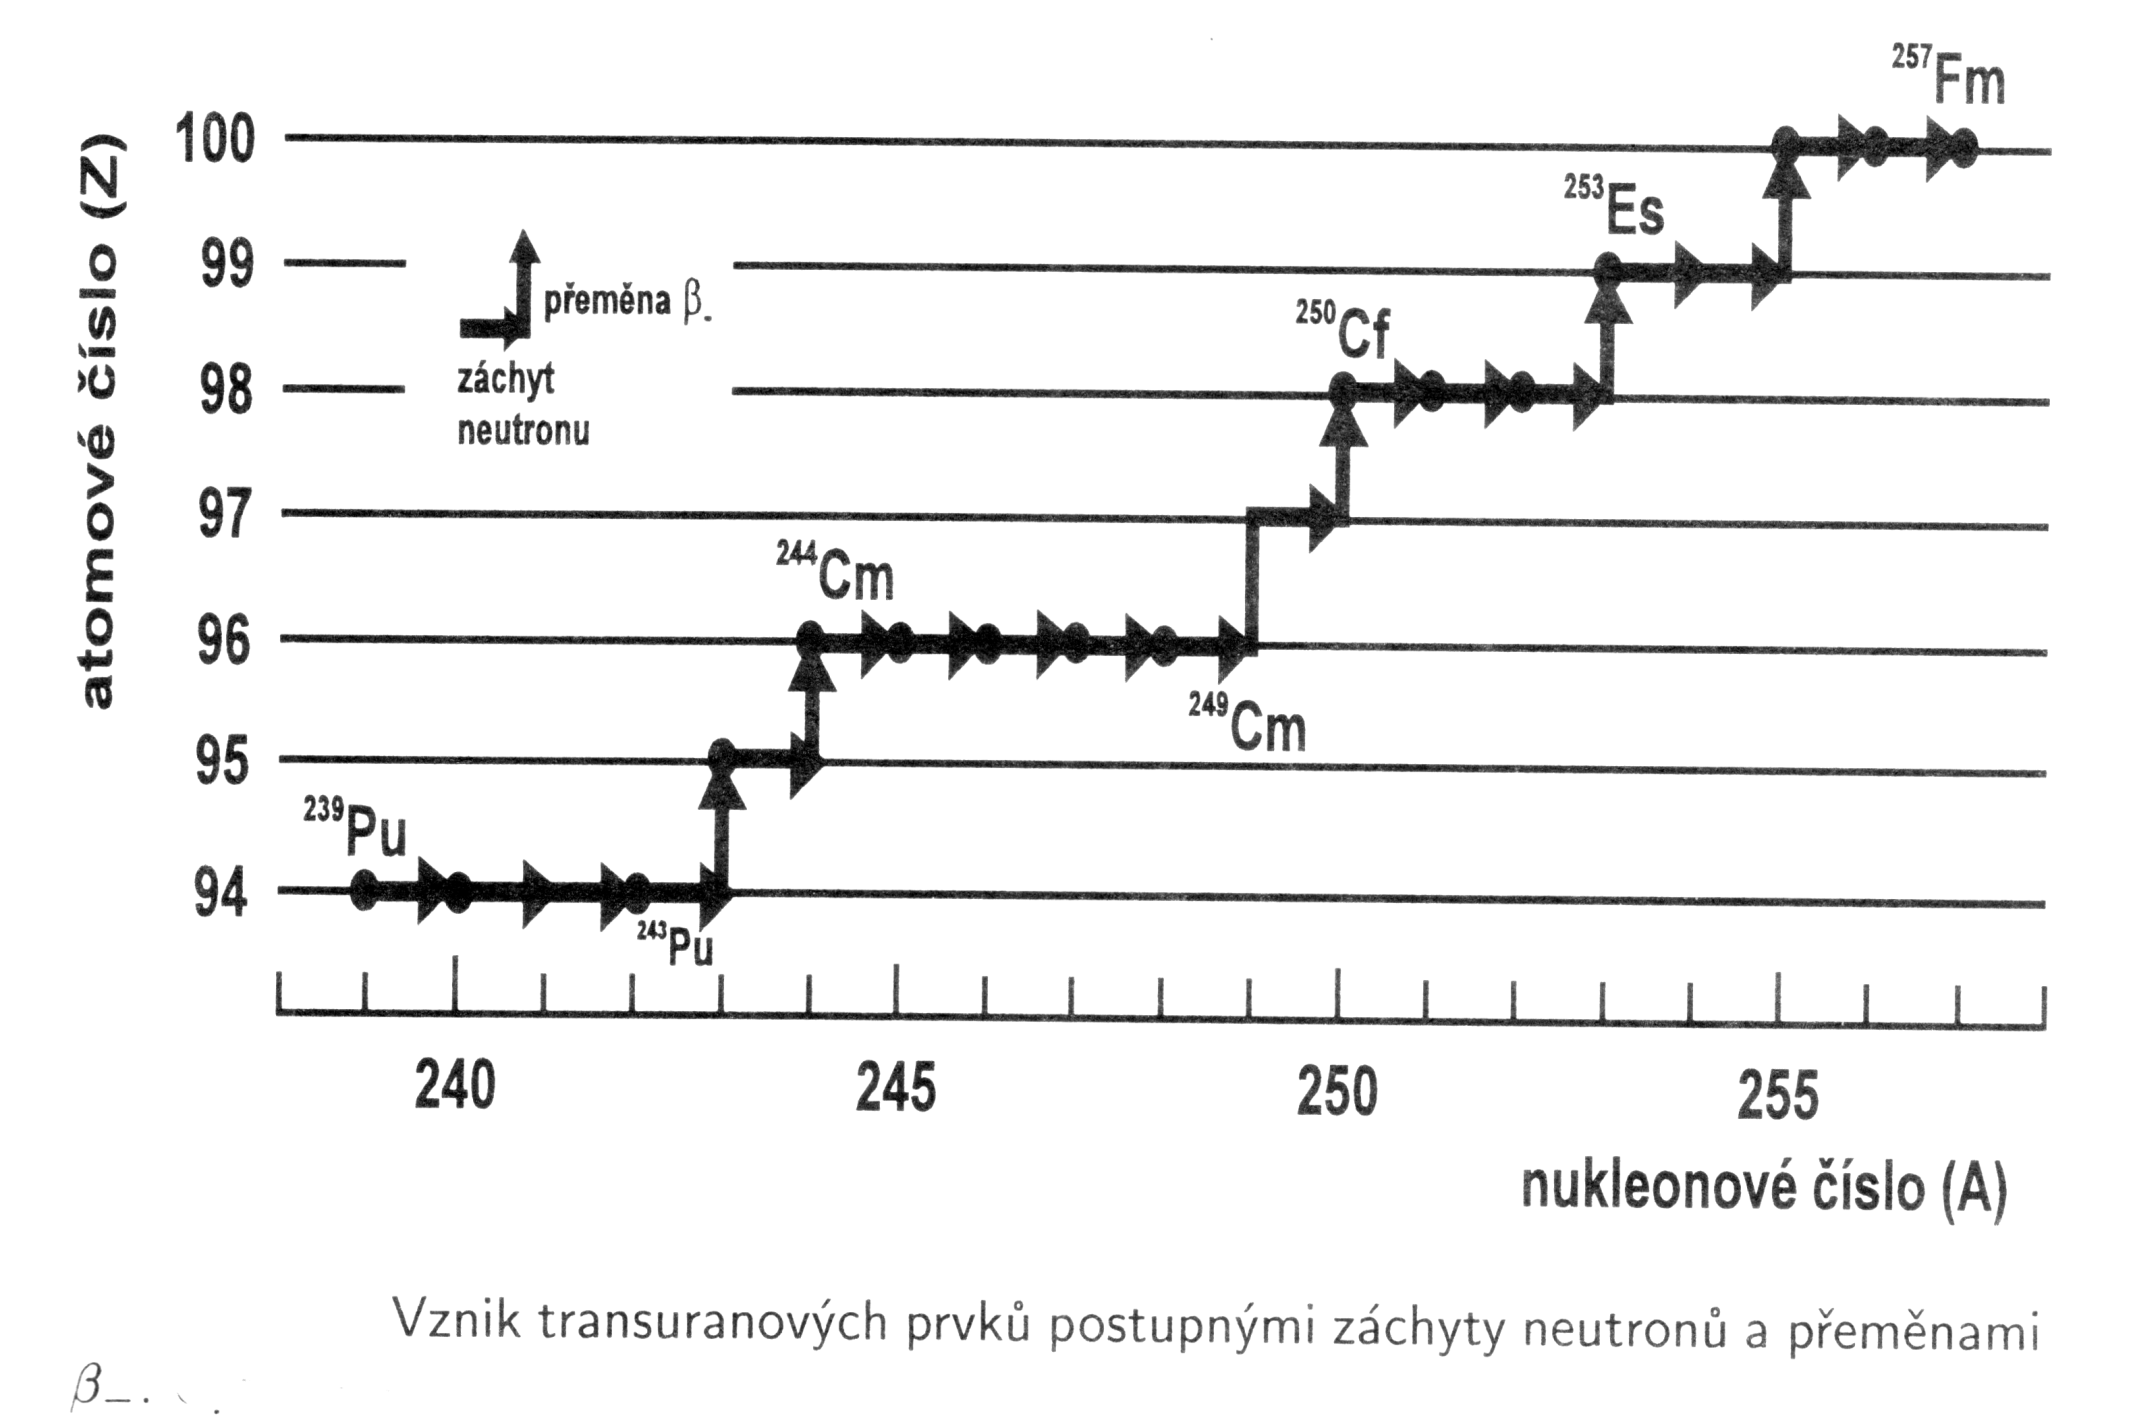 ²⁵⁷Fm
100
²⁵³Es
99
přeměna β₋
²⁵⁰Cf
98
záchyt
neutronu
97
²⁴⁴Cm
96
²⁴⁹Cm
95
²³⁹Pu
94
²⁴³Pu
atomové číslo (Z)
240 245 250 255
nukleonové číslo (A)
Vznik transuranových prvků postupnými záchyty neutronů a přeměnami
β₋.